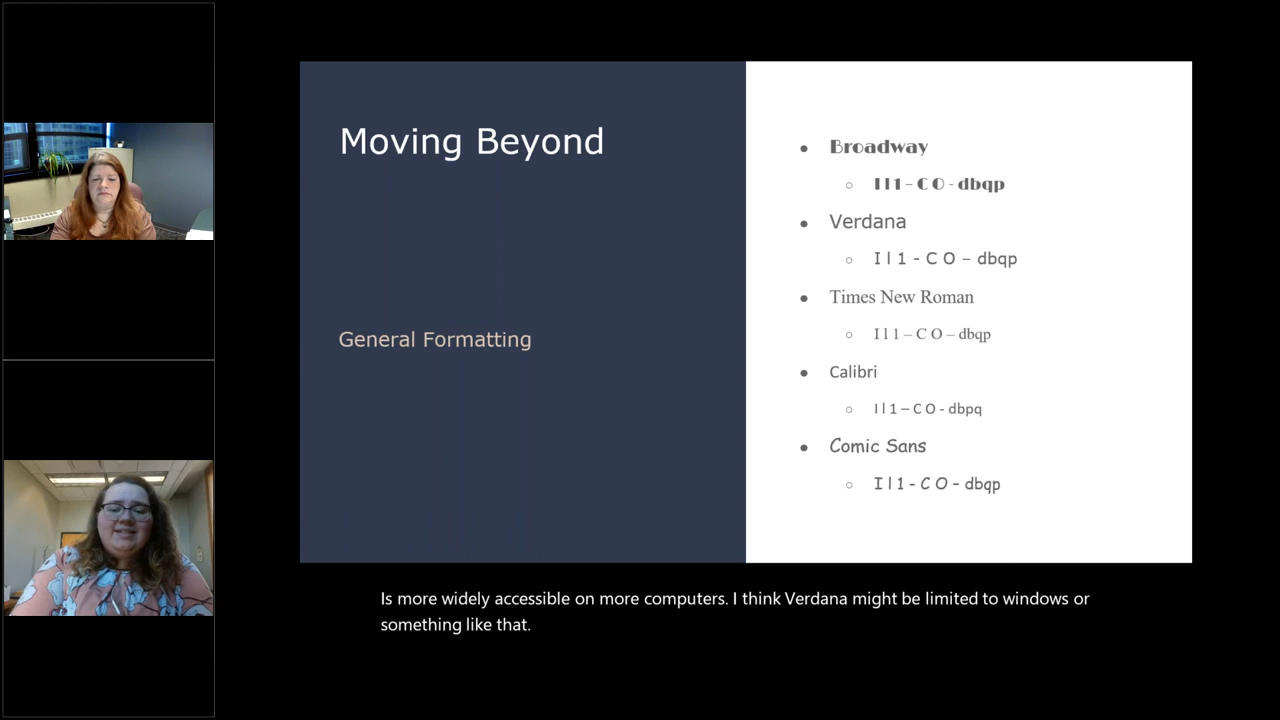 Moving Beyond
General Formatting
Broadway
I l 1 – C O - dbqp
Verdana
I l 1 - C O – dbqp
Times New Roman
I l 1 – C O – dbqp
Calibri
I l 1 – C O - dbpq
Comic Sans
I l 1 - C O – dbqp
Is more widely accessible on more computers. I think Verdana might be limited to windows or
something like that.